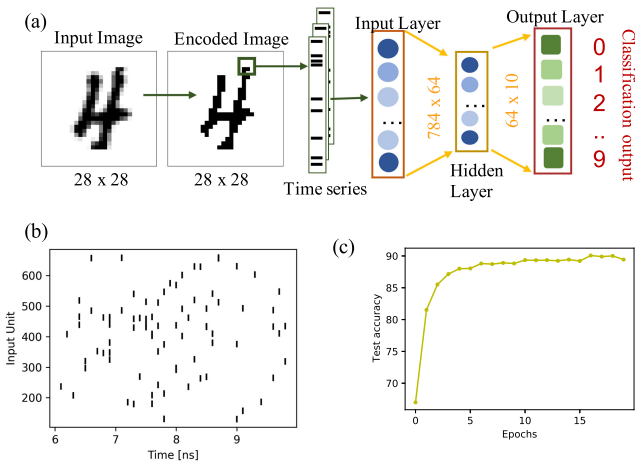 (a)
Input Image
Encoded Image
28 x 28
28 x 28
Time series
Input Layer
784 x 64
Hidden
Layer
64 x 10
Output Layer
0
1
2
:
9
Classification output
(b)
Input Unit
600
500
400
300
200
6
7
8
9
Time [ns]
(c)
Test accuracy
90
85
80
75
70
0
5
10
15
Epochs